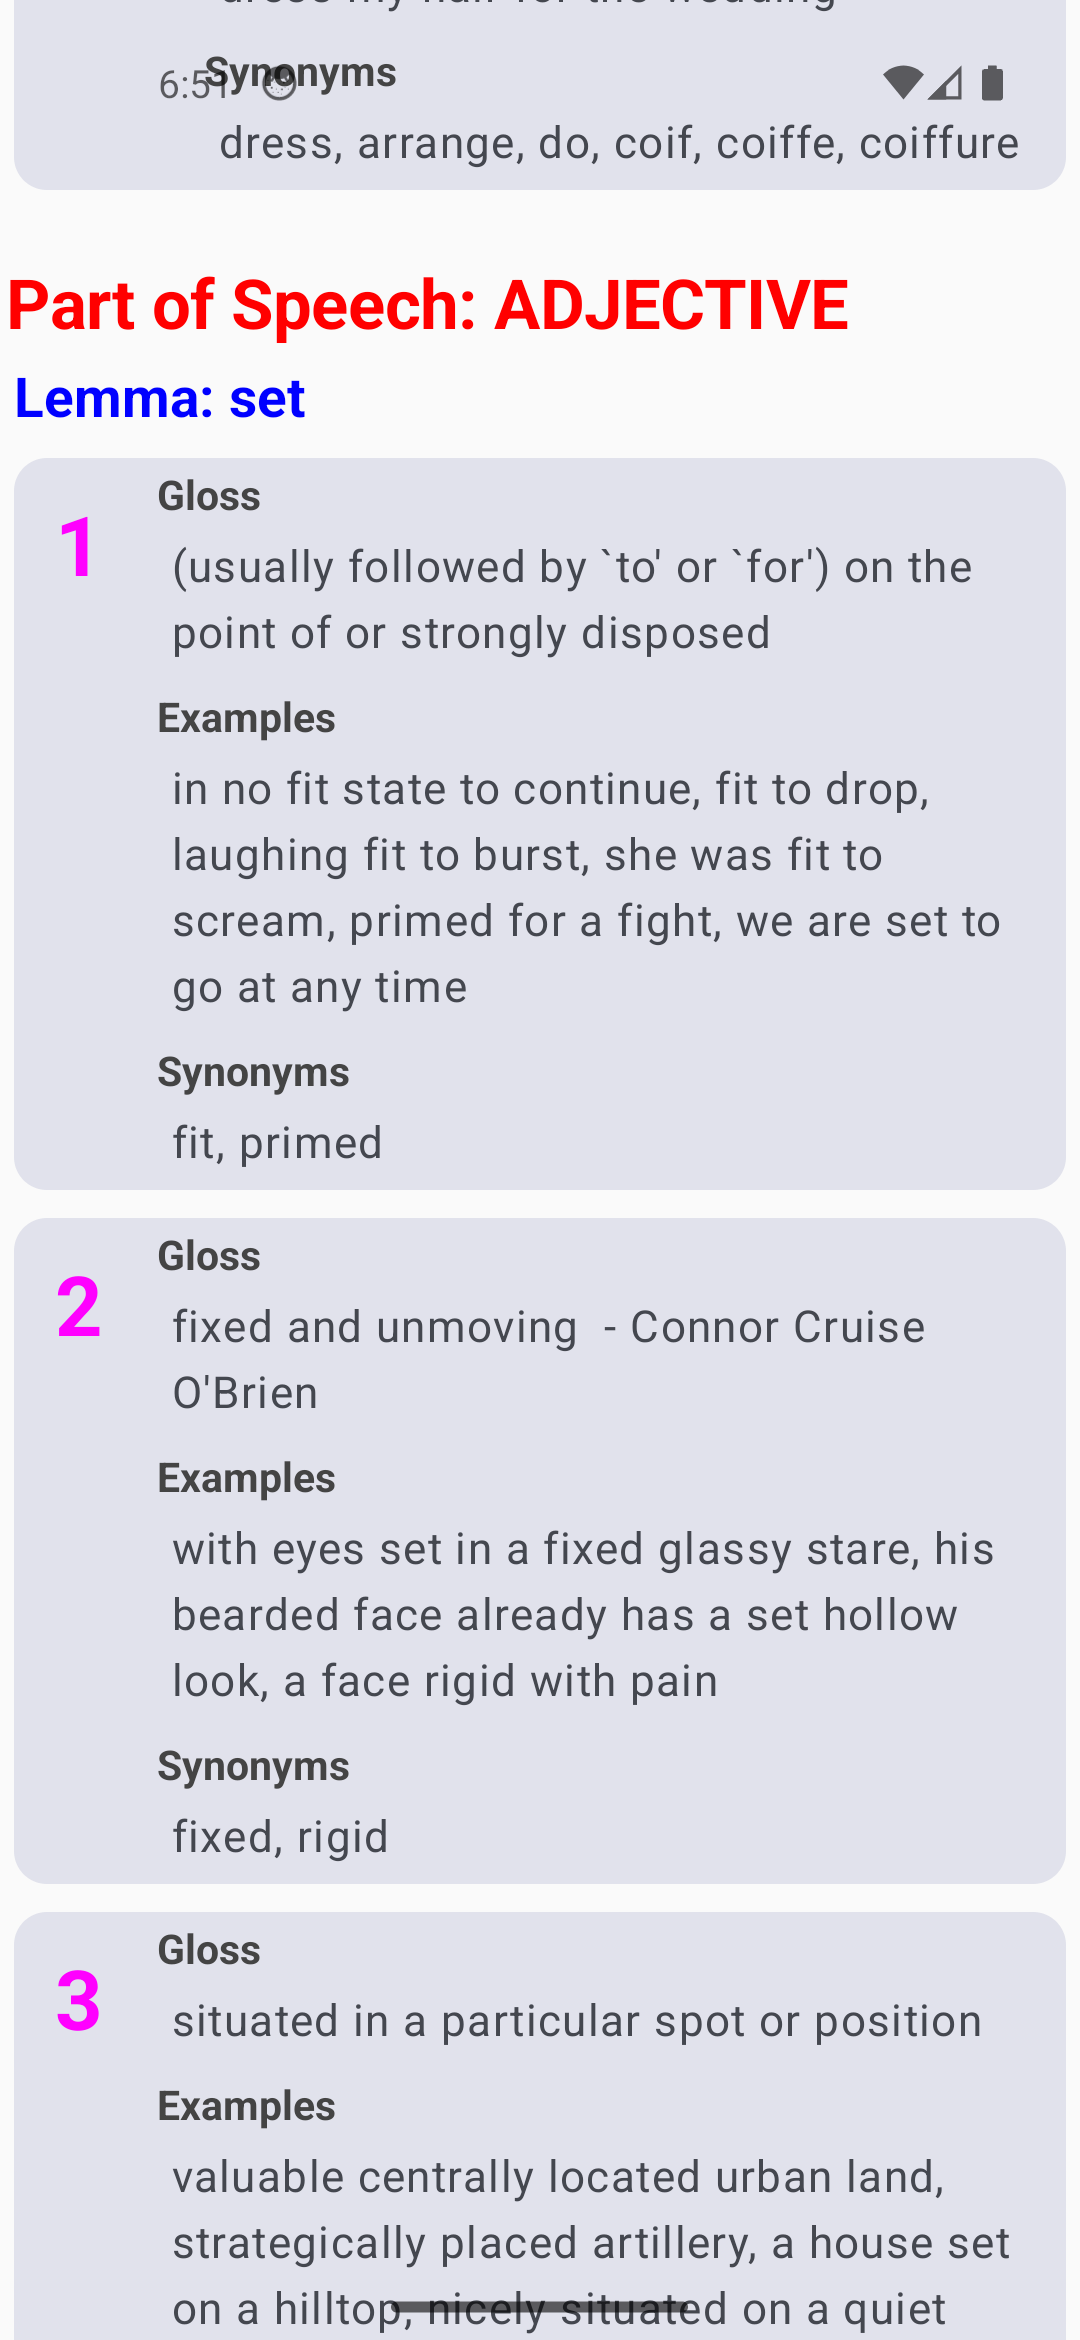 dress my hair for the wedding
Synonyms
6:51
dress, arrange, do, coif, coiffe, coiffure
Part of Speech: ADJECTIVE
Lemma: set
1
Gloss
(usually followed by `to' or `for') on the
point of or strongly disposed
Examples
in no fit state to continue, fit to drop,
laughing fit to burst, she was fit to
scream, primed for a fight, we are set to
go at any time
Synonyms
fit, primed
2
Gloss
fixed and unmoving  - Connor Cruise
O'Brien
Examples
with eyes set in a fixed glassy stare, his
bearded face already has a set hollow
look, a face rigid with pain
Synonyms
fixed, rigid
3
Gloss
situated in a particular spot or position
Examples
valuable centrally located urban land,
strategically placed artillery, a house set
on a hilltop, nicely situated on a quiet